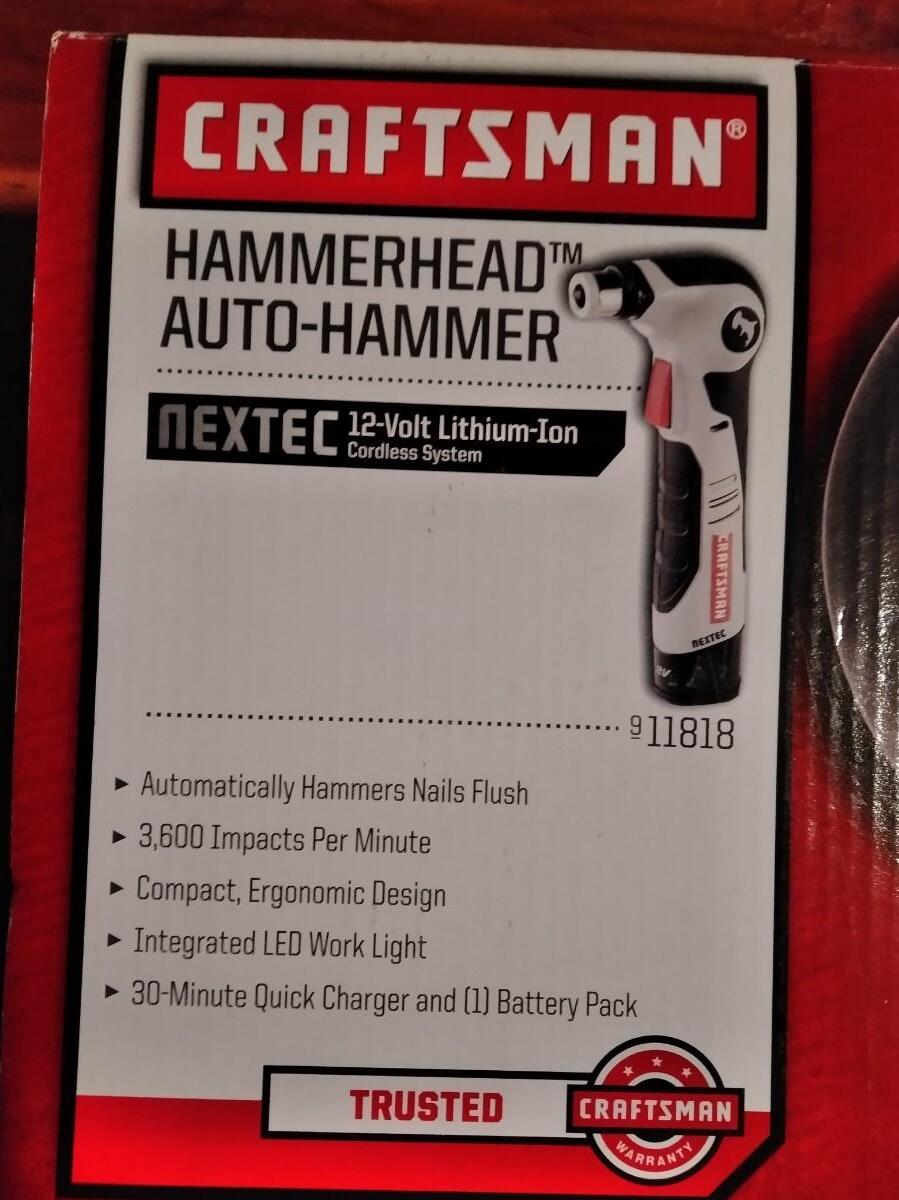 CRAFTSMAN®
HAMMERHEAD™
AUTO-HAMMER
NEXTEC 12-Volt Lithium-Ion
Cordless System
CRAFTSMAN
NEXTEC
911818
▸ Automatically Hammers Nails Flush
▸ 3,600 Impacts Per Minute
▸ Compact, Ergonomic Design
▸ Integrated LED Work Light
▸ 30-Minute Quick Charger and (1) Battery Pack
TRUSTED
CRAFTSMAN
WARRANTY